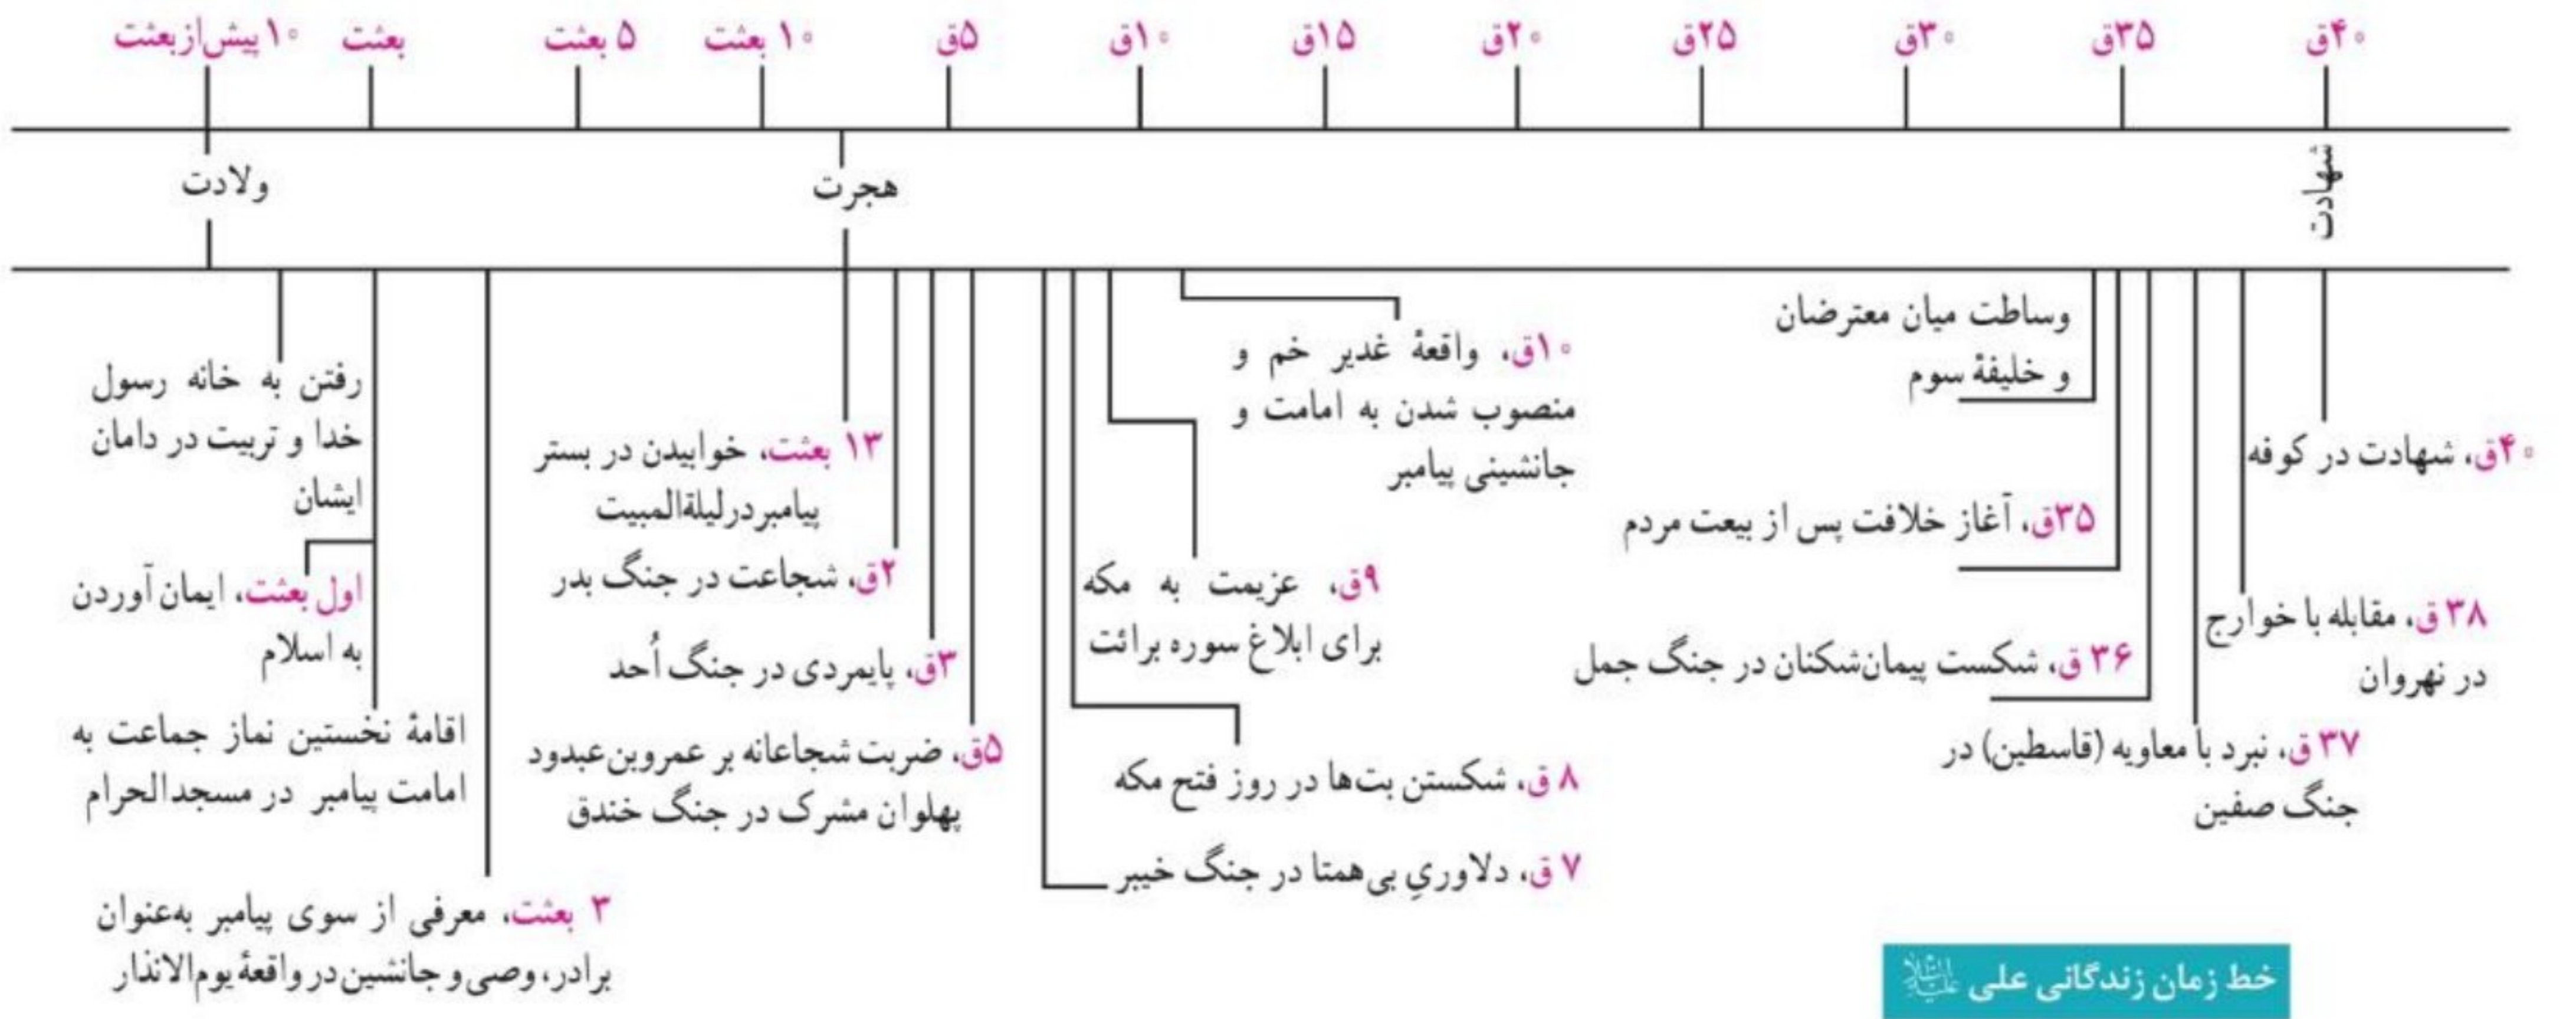 ۱۰ پیش‌از‌بعثت
بعثت
۵ بعثت
۱۰ بعثت
۵ق
۱۰ق
۱۵ق
۲۰ق
۲۵ق
۳۰ق
۳۵ق
۴۰ق
ولادت
هجرت
شهادت
رفتن به خانه رسول
خدا و تربیت در دامان
ایشان
اول بعثت، ایمان آوردن
به اسلام
اقامهٔ نخستین نماز جماعت به
امامت پیامبر در مسجدالحرام
۳ بعثت، معرفی از سوی پیامبر به‌عنوان
برادر، وصی و جانشین در واقعهٔ یوم‌الانذار
۱۳ بعثت، خوابیدن در بستر
پیامبر در لیلةالمبیت
۲ق، شجاعت در جنگ بدر
۳ق، پایمردی در جنگ اُحد
۵ق، ضربت شجاعانه بر عمروبن‌عبدود
پهلوان مشرک در جنگ خندق
۷ ق، دلاوریِ بی‌همتا در جنگ خیبر
۸ ق، شکستن بت‌ها در روز فتح مکه
۹ق، عزیمت به مکه
برای ابلاغ سوره برائت
۱۰ق، واقعهٔ غدیر خم و
منصوب شدن به امامت و
جانشینی پیامبر
وساطت میان معترضان
و خلیفهٔ سوم
۳۵ق، آغاز خلافت پس از بیعت مردم
۳۶ ق، شکست پیمان‌شکنان در جنگ جمل
۳۷ ق، نبرد با معاویه (قاسطین) در
جنگ صفین
۳۸ ق، مقابله با خوارج
در نهروان
۴۰ق، شهادت در کوفه
خط زمان زندگانی علی علیه‌السلام